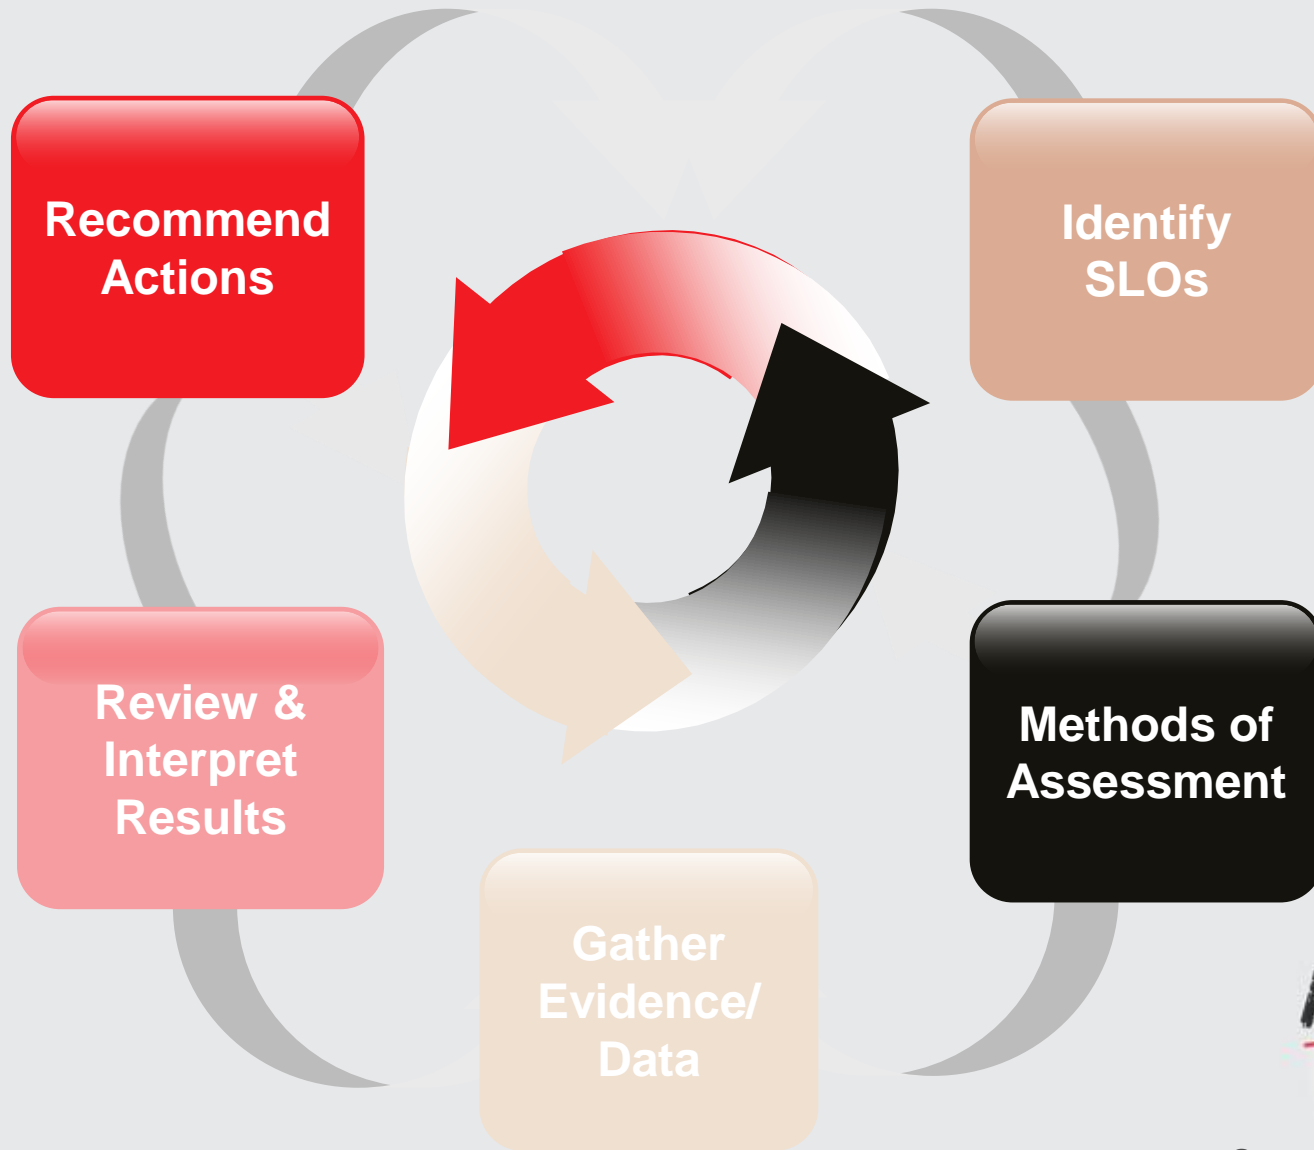 Recommend
Actions
Identify
SLOs
Review &
Interpret
Results
Methods of
Assessment
Gather
Evidence/
Data